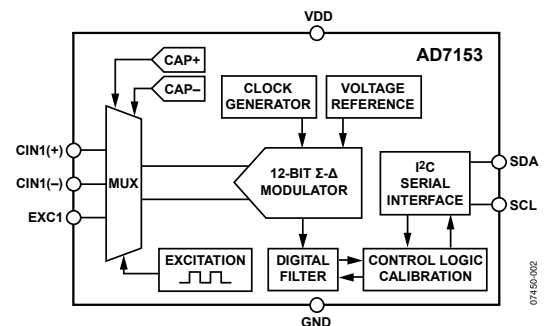 VDD
AD7153
CAP+
CAP–
CLOCK
GENERATOR
VOLTAGE
REFERENCE
CIN1(+)
CIN1(–)
EXC1
MUX
12-BIT Σ-Δ
MODULATOR
I²C
SERIAL
INTERFACE
SDA
SCL
EXCITATION
DIGITAL
FILTER
CONTROL LOGIC
CALIBRATION
GND
07450-002